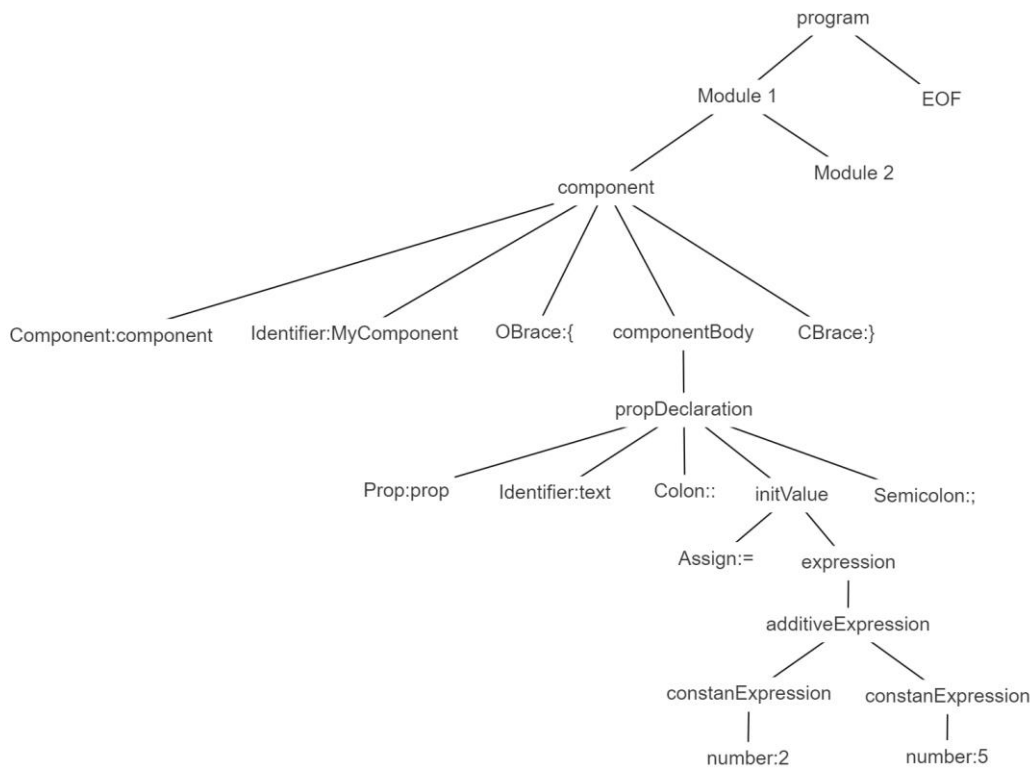 program
Module 1
EOF
Module 2
component
Component:component
Identifier:MyComponent
OBrace:{
componentBody
CBrace:}
propDeclaration
Prop:prop
Identifier:text
Colon::
initValue
Semicolon:;
Assign:=
expression
additiveExpression
constanExpression
constanExpression
number:2
number:5